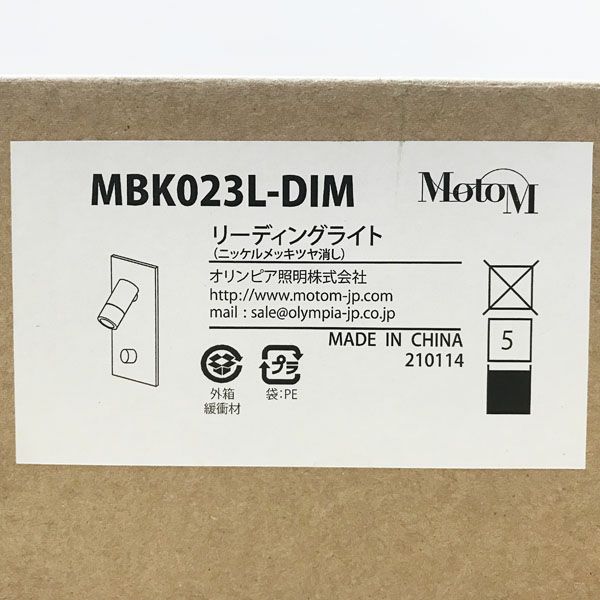 MBK023L-DIM
MotoM
リーディングライト
(ニッケルメッキツヤ消し)
オリンピア照明株式会社
http://www.motom-jp.com
mail : sale@olympia-jp.co.jp
MADE IN CHINA
210114
5
外箱
緩衝材
プラ
袋:PE